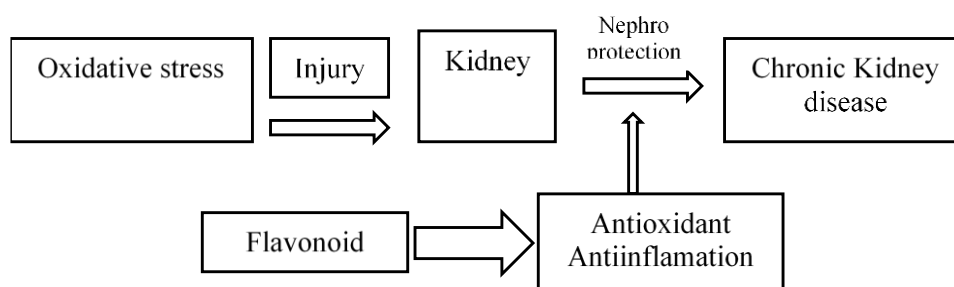 Oxidative stress
Injury
Kidney
Nephro
protection
Chronic Kidney
disease
Flavonoid
Antioxidant
Antiinflamation